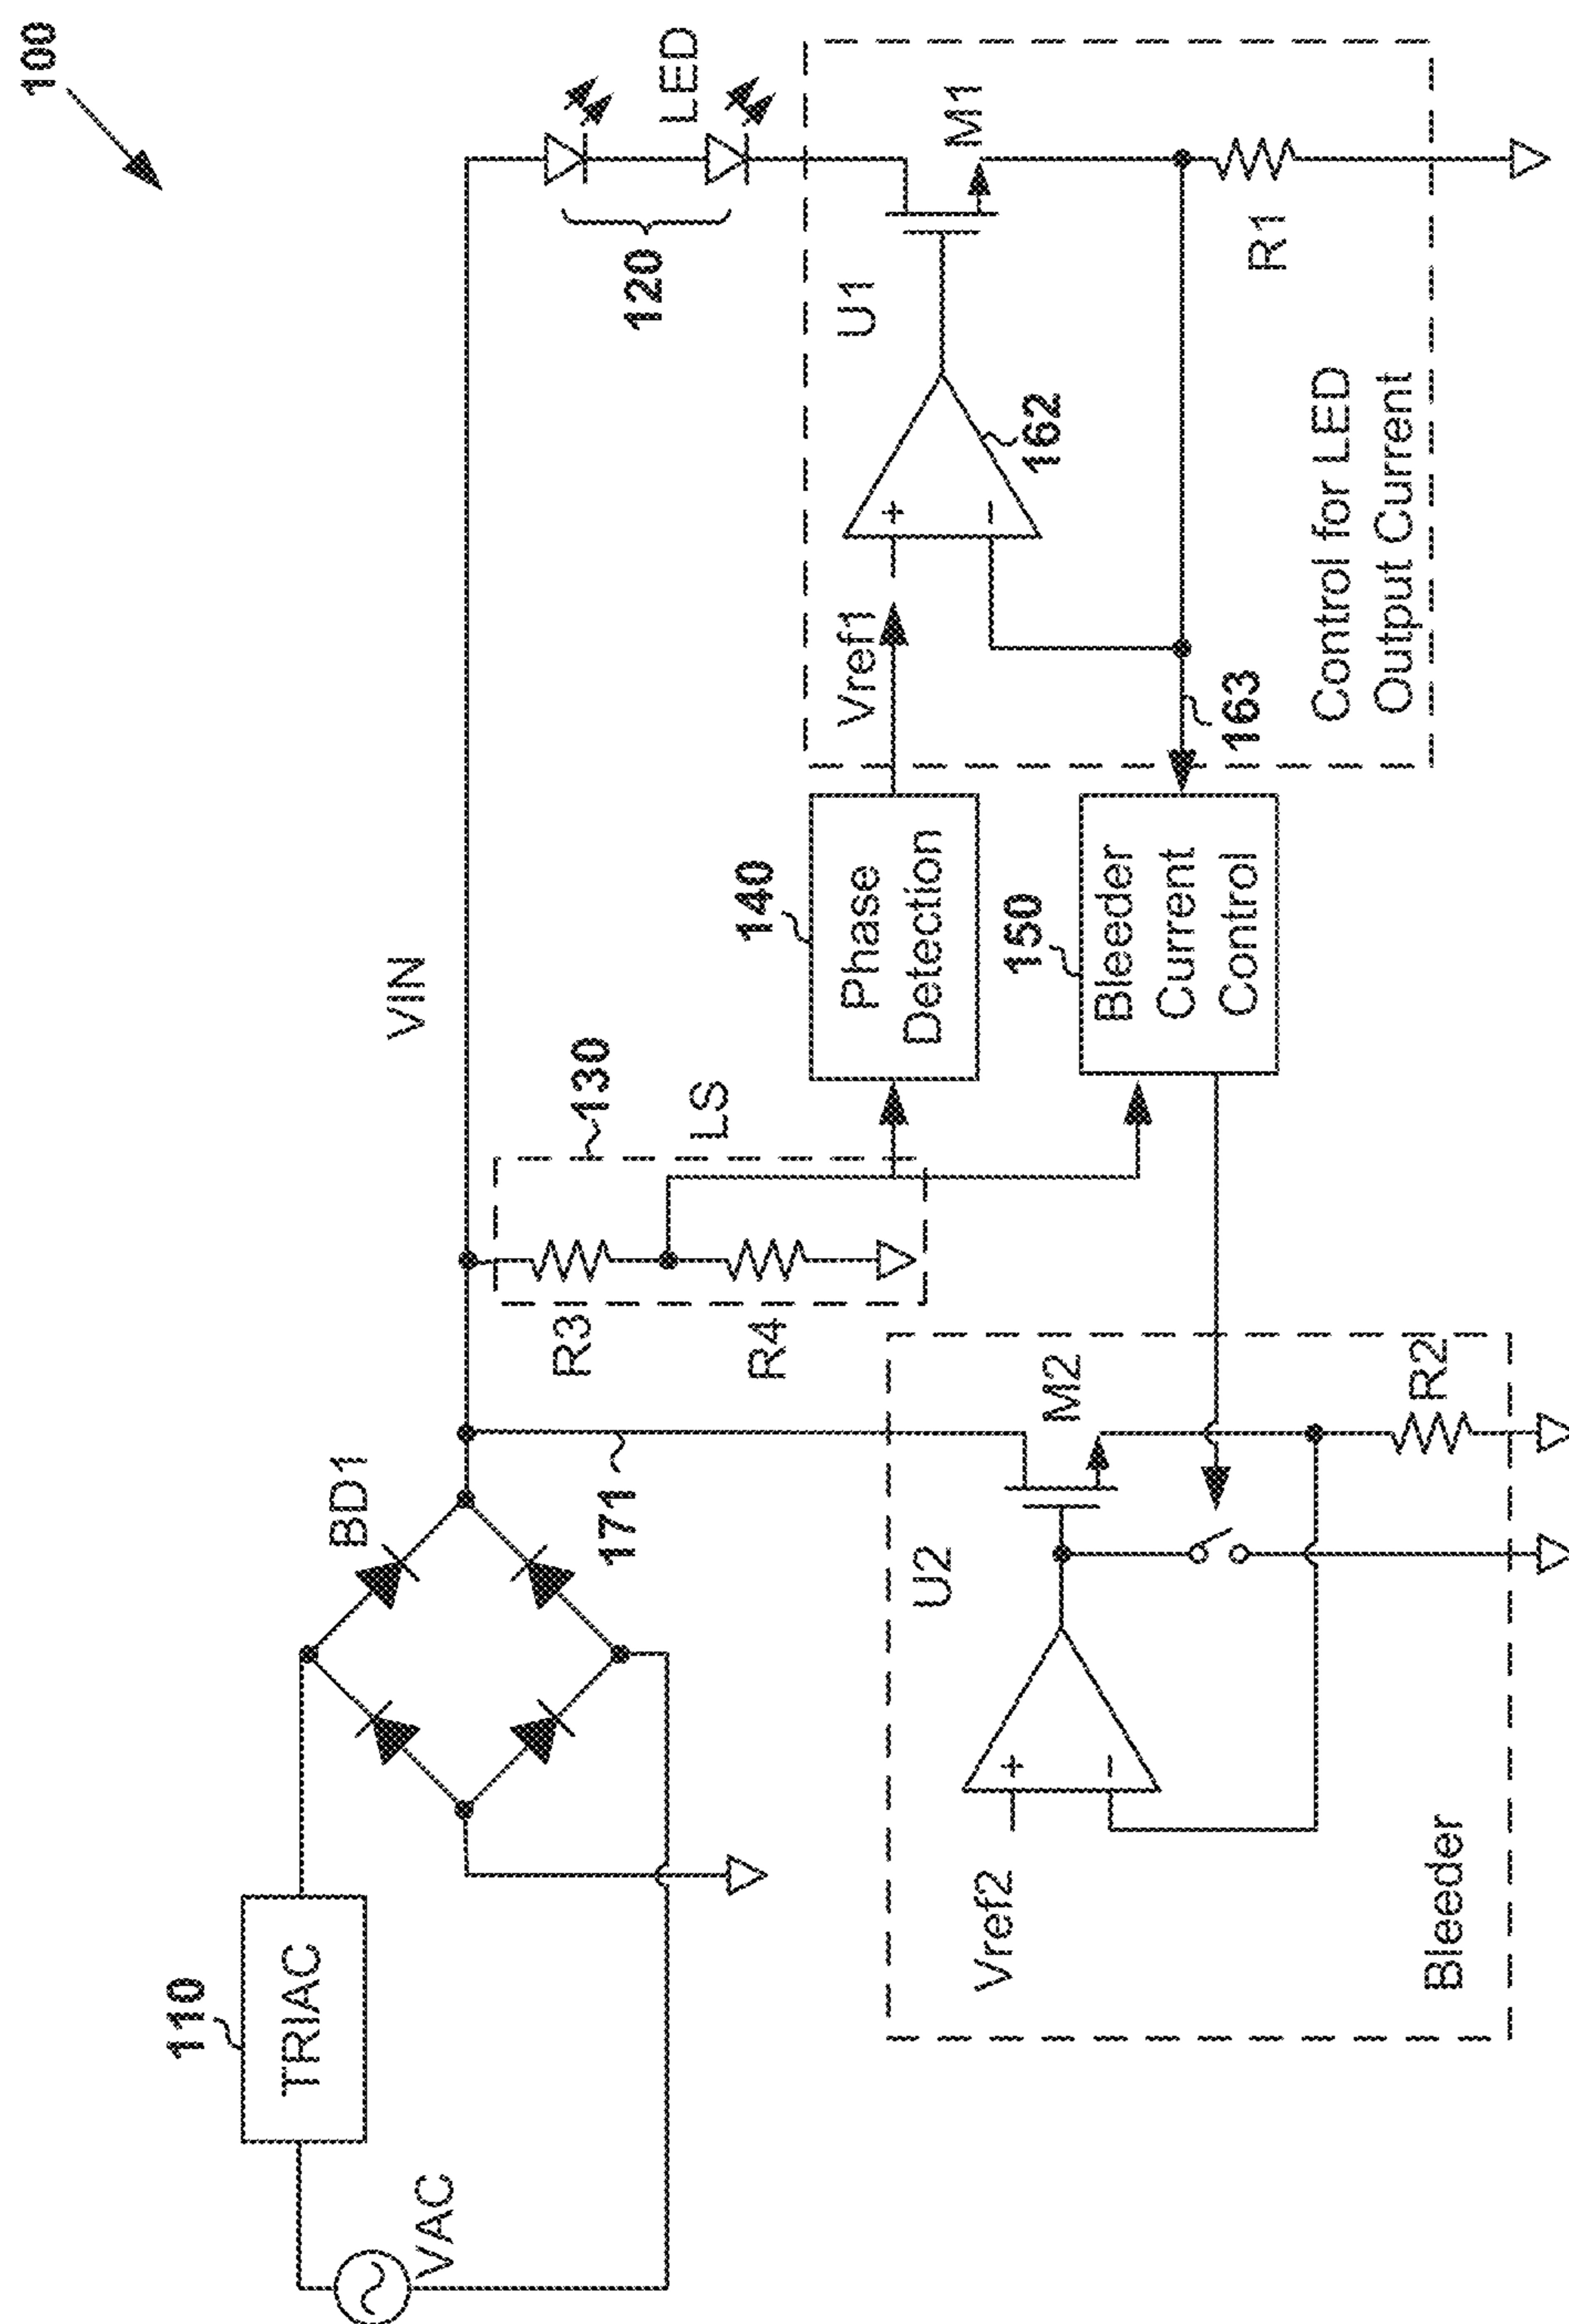 100
110
TRIAC
VAC
BD1
VIN
171
R3
R4
130
LS
LED
120
140
Phase
Detection
150
Bleeder
Current
Control
Vref1
+
-
U1
162
M1
R1
163
Control for LED
Output Current
Vref2
+
-
U2
M2
R2
Bleeder